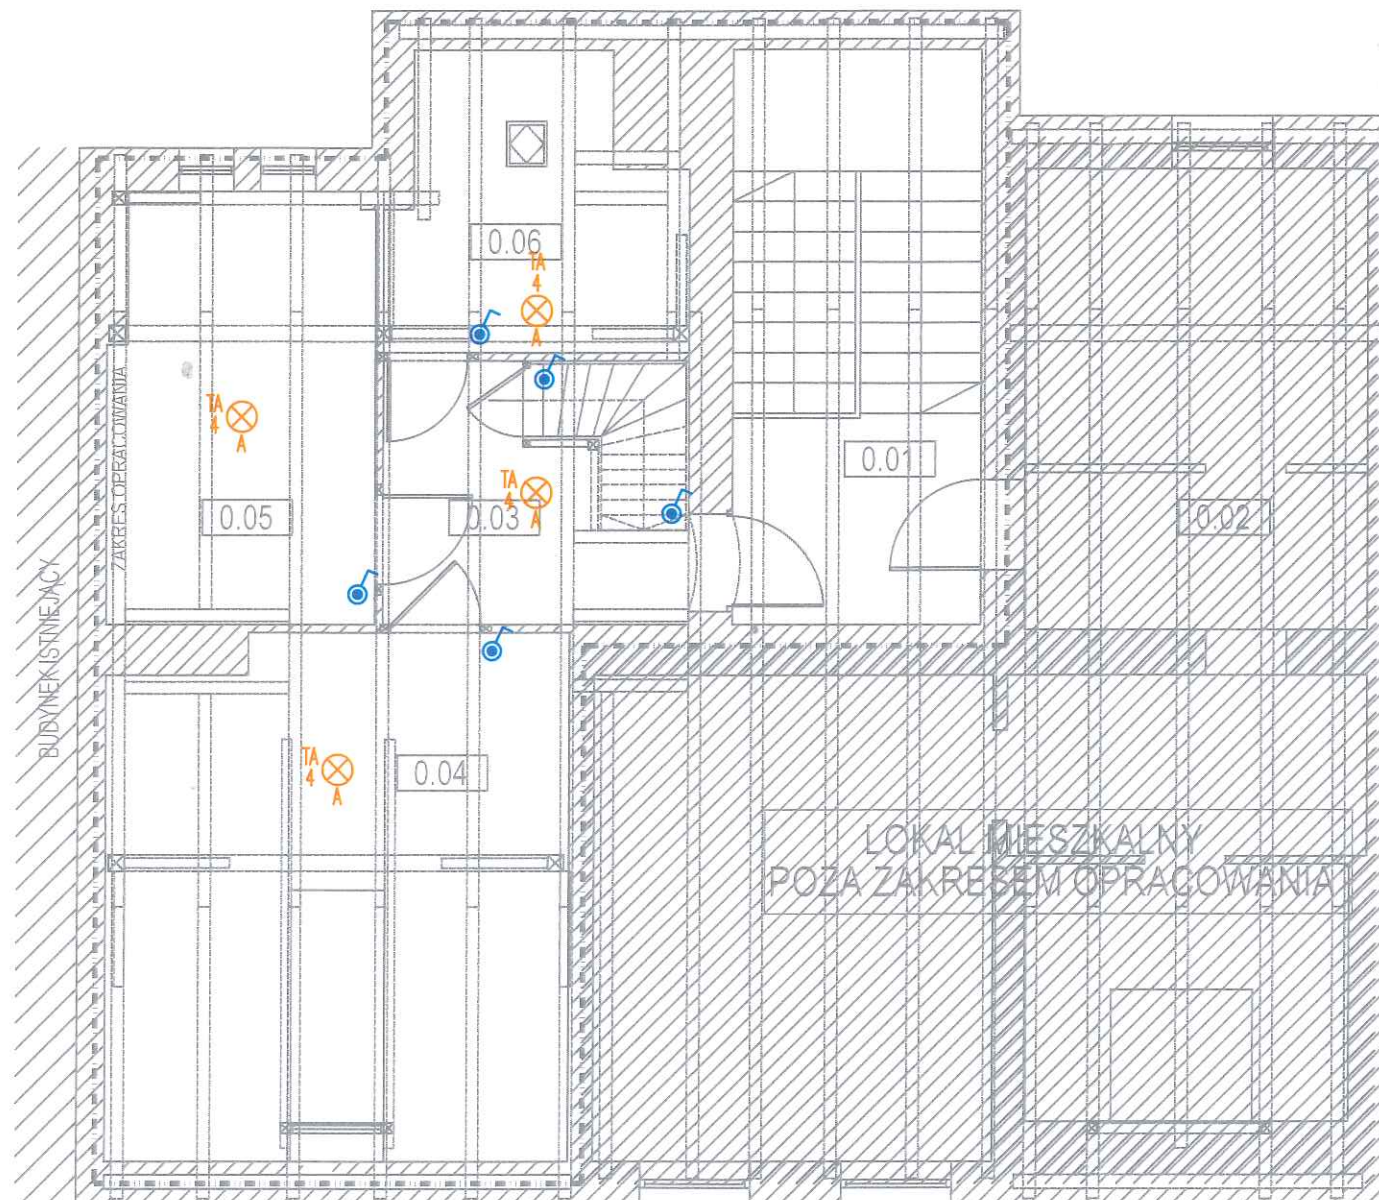 0.06
TA
4
A
ZAKRES OPRACOWANIA
TA
4
A
0.01
TA
4
A
0.05
0.03
0.02
BUDYNEK ISTNIEJĄCY
TA
4
A
0.04
LOKAL MIESZKALNY
POZA ZAKRESEM OPRACOWANIA